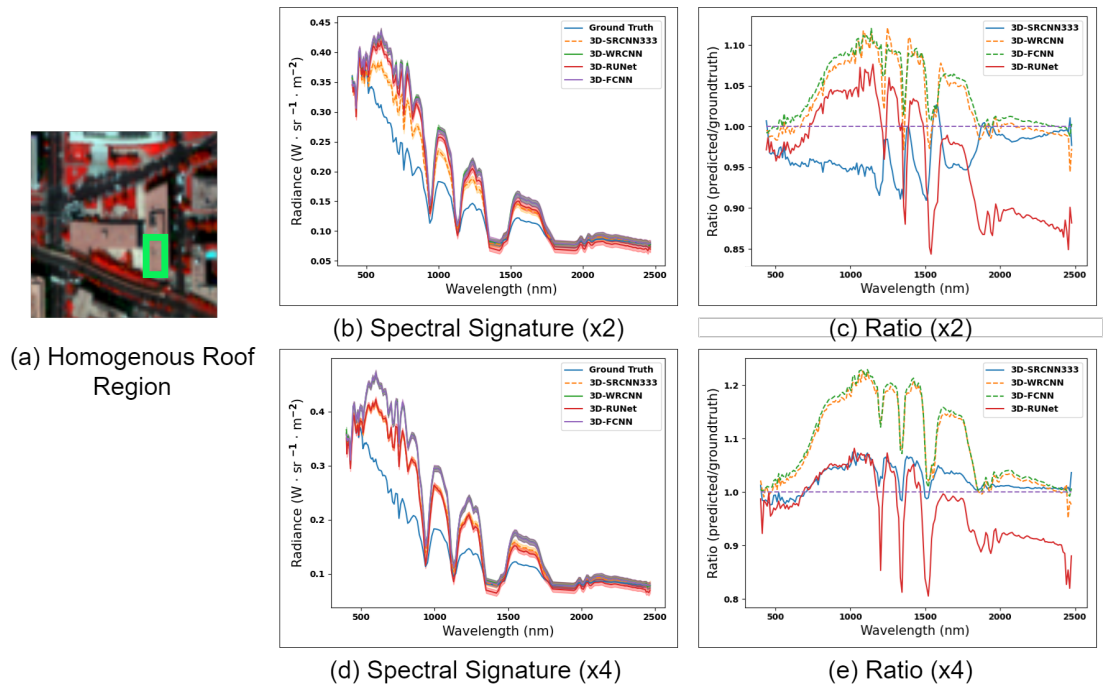 0.45
0.40
0.35
0.30
0.25
0.20
0.15
0.10
0.05
500
1000
1500
2000
2500
Wavelength (nm)
Radiance (W · sr⁻¹ · m⁻²)
Ground Truth
3D-SRCNN333
3D-WRCNN
3D-RUNet
3D-FCNN
(b) Spectral Signature (x2)
1.10
1.05
1.00
0.95
0.90
0.85
500
1000
1500
2000
2500
Wavelength (nm)
Ratio (predicted/groundtruth)
3D-SRCNN333
3D-WRCNN
3D-FCNN
3D-RUNet
(c) Ratio (x2)
(a) Homogenous Roof
Region
0.4
0.3
0.2
0.1
500
1000
1500
2000
2500
Wavelength (nm)
Radiance (W · sr⁻¹ · m⁻²)
Ground Truth
3D-SRCNN333
3D-WRCNN
3D-RUNet
3D-FCNN
(d) Spectral Signature (x4)
1.2
1.1
1.0
0.9
0.8
500
1000
1500
2000
2500
Wavelength (nm)
Ratio (predicted/groundtruth)
3D-SRCNN333
3D-WRCNN
3D-FCNN
3D-RUNet
(e) Ratio (x4)